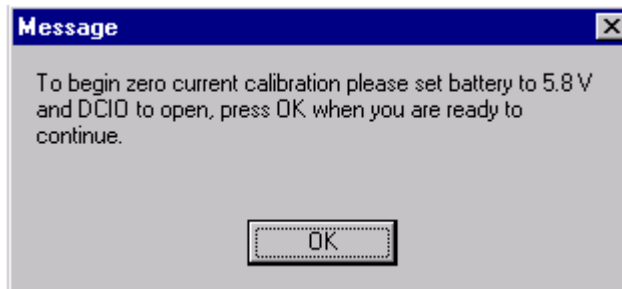 Message
To begin zero current calibration please set battery to 5.8 V
and DCIO to open, press OK when you are ready to
continue.
OK